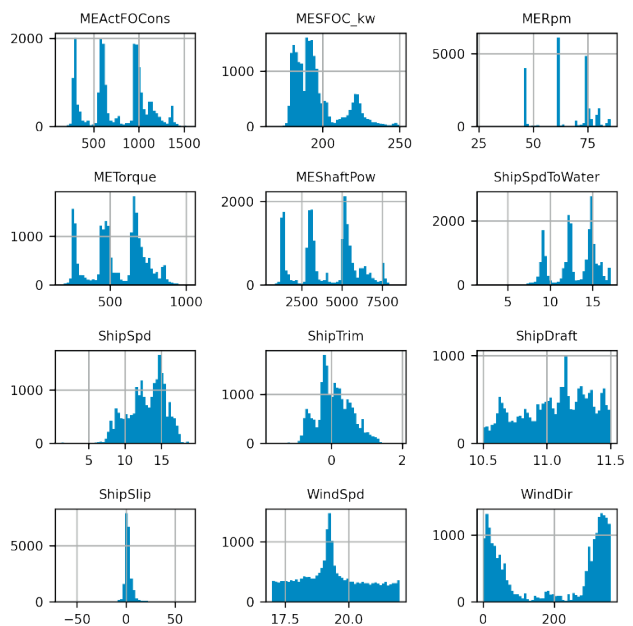 MEActFOCons MESFOC_kw MERpm
2000 1000 0 5000 0
500 1000 1500 200 250 25 50 75
METorque MEShaftPow ShipSpdToWater
1000 0 2000 0 2000 0
500 1000 2500 5000 7500 5 10 15
ShipSpd ShipTrim ShipDraft
1000 0 1000 0 1000 500 0
5 10 15 0 2 10.5 11.0 11.5
ShipSlip WindSpd WindDir
5000 0 1000 0 1000 0
−50 0 50 17.5 20.0 0 200